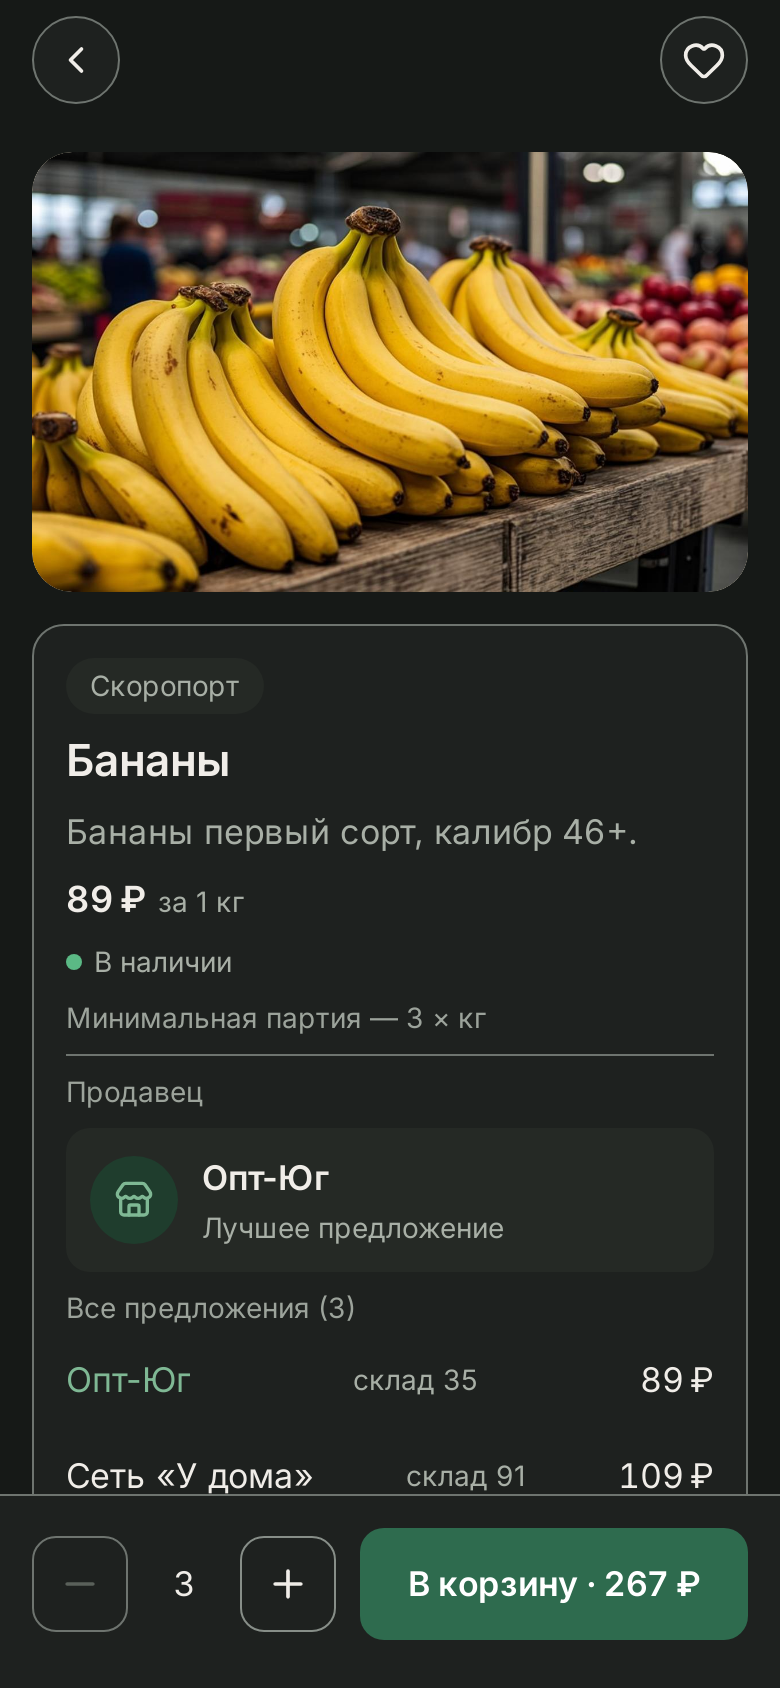 Скоропорт
Бананы
Бананы первый сорт, калибр 46+.
89 ₽ за 1 кг
В наличии
Минимальная партия — 3 × кг
Продавец
Опт-Юг
Лучшее предложение
Все предложения (3)
Опт-Юг склад 35 89 ₽
Сеть «У дома» склад 91 109 ₽
3 В корзину · 267 ₽